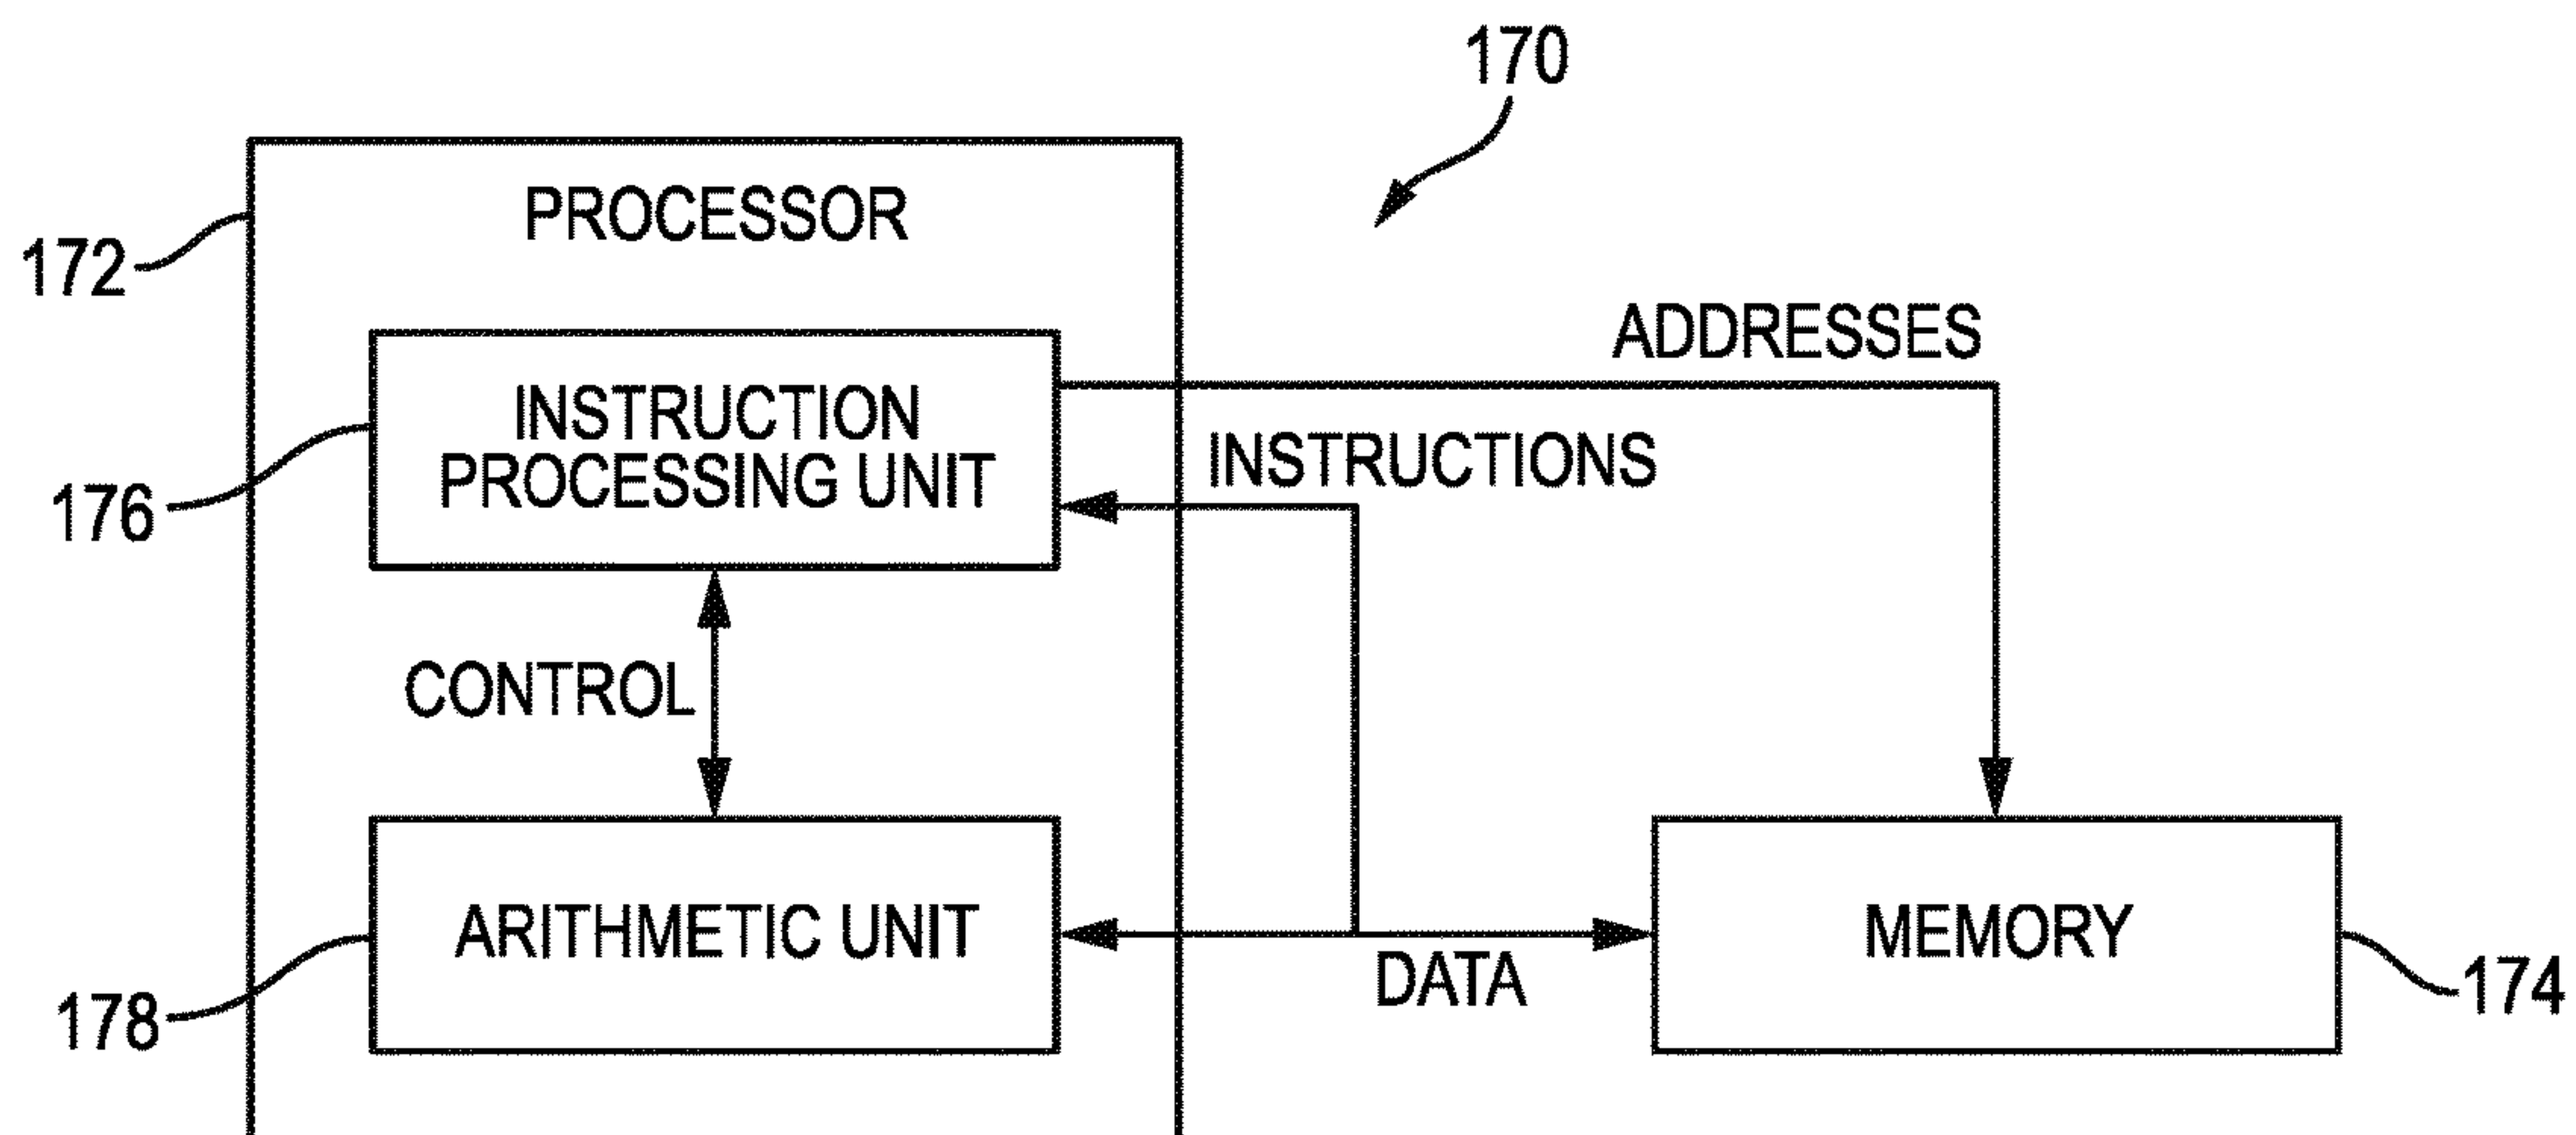 170
PROCESSOR
172
ADDRESSES
INSTRUCTION
PROCESSING UNIT
INSTRUCTIONS
176
CONTROL
ARITHMETIC UNIT
MEMORY
DATA
174
178